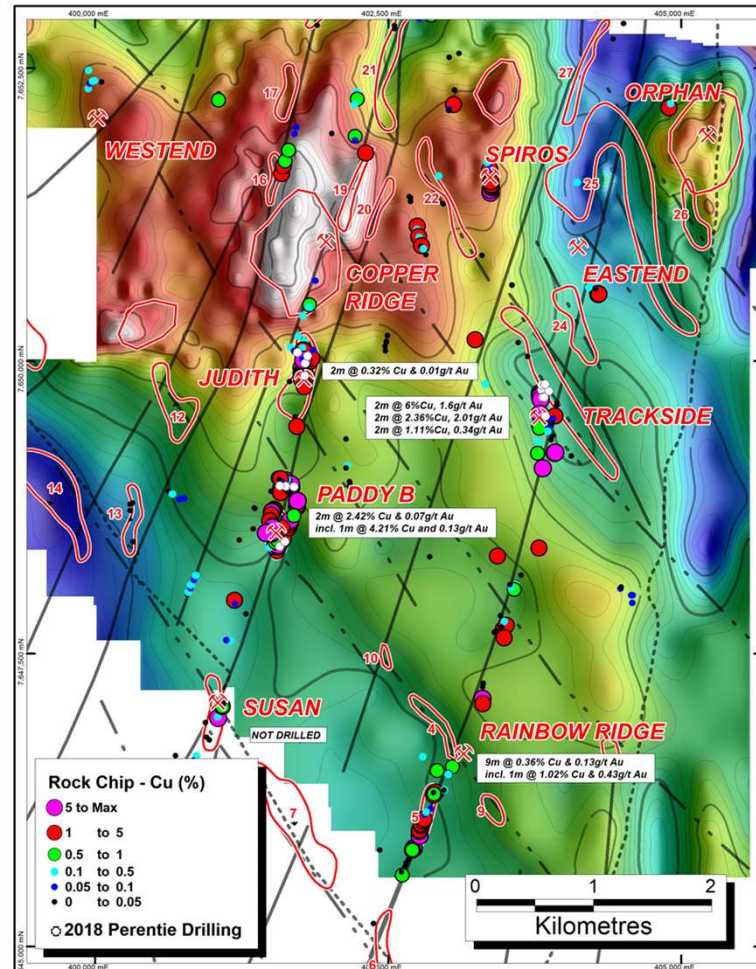 400,000 mE
402,500 mE
405,000 mE
7,652,500 mN
21
27
17
ORPHAN
WESTEND
SPIROS
16
19
20
22
25
26
COPPER
RIDGE
EASTEND
24
7,650,000 mN
JUDITH
2m @ 0.32% Cu & 0.01g/t Au
12
2m @ 6%Cu, 1.6g/t Au
2m @ 2.36%Cu, 2.01g/t Au
2m @ 1.11%Cu, 0.34g/t Au
TRACKSIDE
14
13
PADDY B
2m @ 2.42% Cu & 0.07g/t Au
incl. 1m @ 4.21% Cu and 0.13g/t Au
7,647,500 mN
10
SUSAN
NOT DRILLED
4
RAINBOW RIDGE
9m @ 0.36% Cu & 0.13g/t Au
incl. 1m @ 1.02% Cu & 0.43g/t Au
7
5
9
Rock Chip - Cu (%)
5 to Max
1 to 5
0.5 to 1
0.1 to 0.5
0.05 to 0.1
0 to 0.05
2018 Perentie Drilling
0 1 2
Kilometres
6
400,000 mE
402,500 mE
405,000 mE